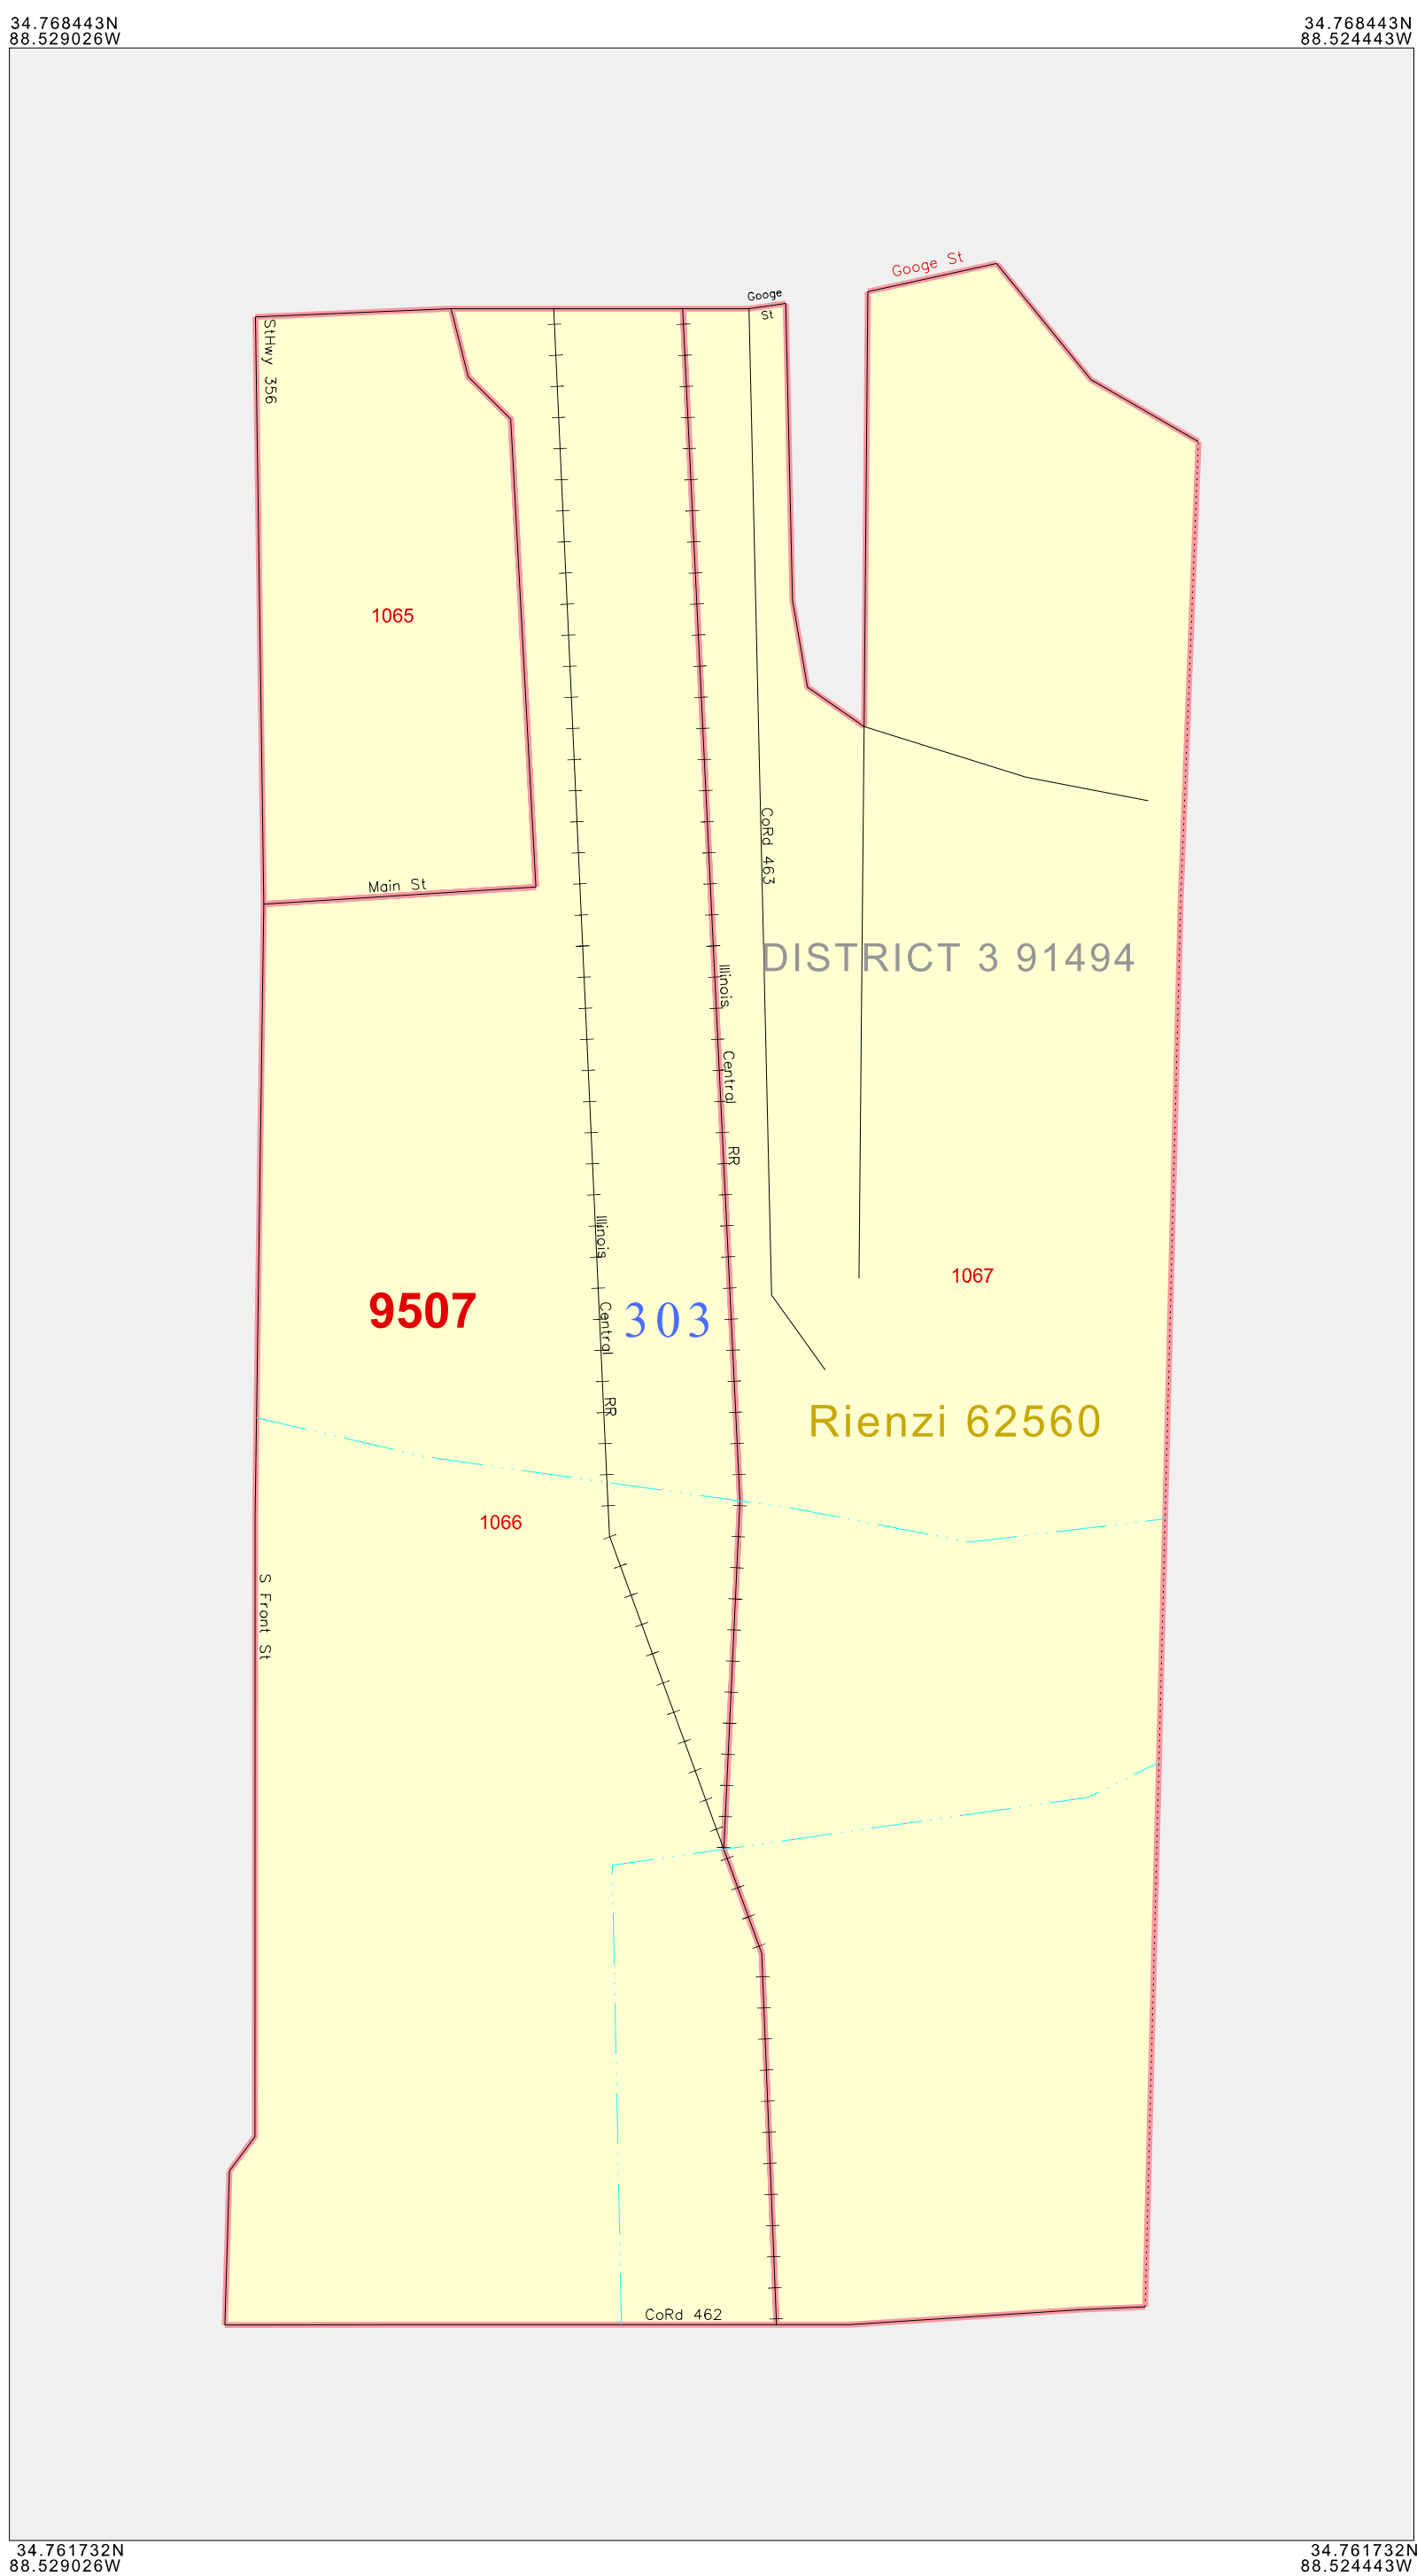 34.768443N
88.529026W
34.768443N
88.524443W
Googe St
Googe
St
StHwy 356
1065
CoRd 463
Main St
DISTRICT 3 91494
Illinois Central RR
Illinois Central RR
1067
9507
303
Rienzi 62560
1066
S Front St
CoRd 462
34.761732N
88.529026W
34.761732N
88.524443W